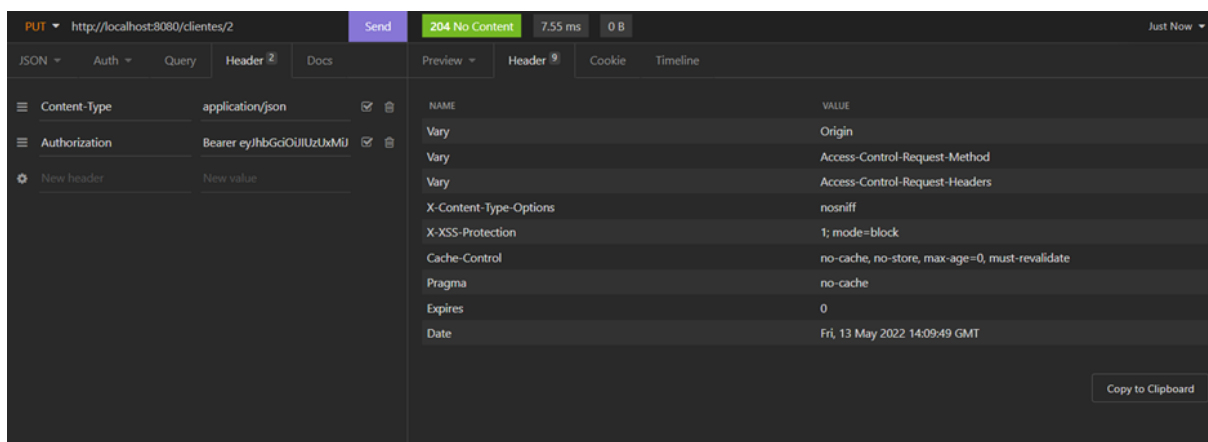 PUT http://localhost:8080/clientes/2 Send 204 No Content 7.55 ms 0 B Just Now
JSON Auth Query Header 2 Docs Preview Header 9 Cookie Timeline
Content-Type application/json NAME VALUE
Vary Origin
Authorization Bearer eyJhbGciOiJIUzUxMiJ
Vary Access-Control-Request-Method
New header New value Vary Access-Control-Request-Headers
X-Content-Type-Options nosniff
X-XSS-Protection 1; mode=block
Cache-Control no-cache, no-store, max-age=0, must-revalidate
Pragma no-cache
Expires 0
Date Fri, 13 May 2022 14:09:49 GMT
Copy to Clipboard